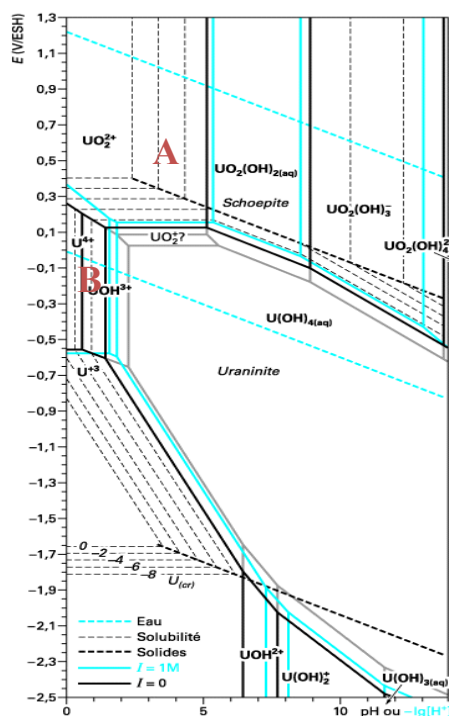 E (V/ESH)
1,3
1,1
0,9
0,7
0,5
0,3
0,1
−0,1
−0,3
−0,5
−0,7
−0,9
−1,1
−1,3
−1,5
−1,7
−1,9
−2,1
−2,3
−2,5
A
UO₂²⁺
UO₂(OH)₂(aq)
Schoepite
UO₂(OH)₃⁻
UO₂(OH)₄²⁻
UO₂⁺?
U⁴⁺
B
UOH³⁺
U(OH)₄(aq)
Uraninite
U⁺³
0
−2
−4
−6
−8
U(cr)
Eau
Solubilité
Solides
I = 1M
I = 0
UOH²⁺
U(OH)₂⁺
U(OH)₃(aq)
0
5
10
pH ou −lg[H⁺]